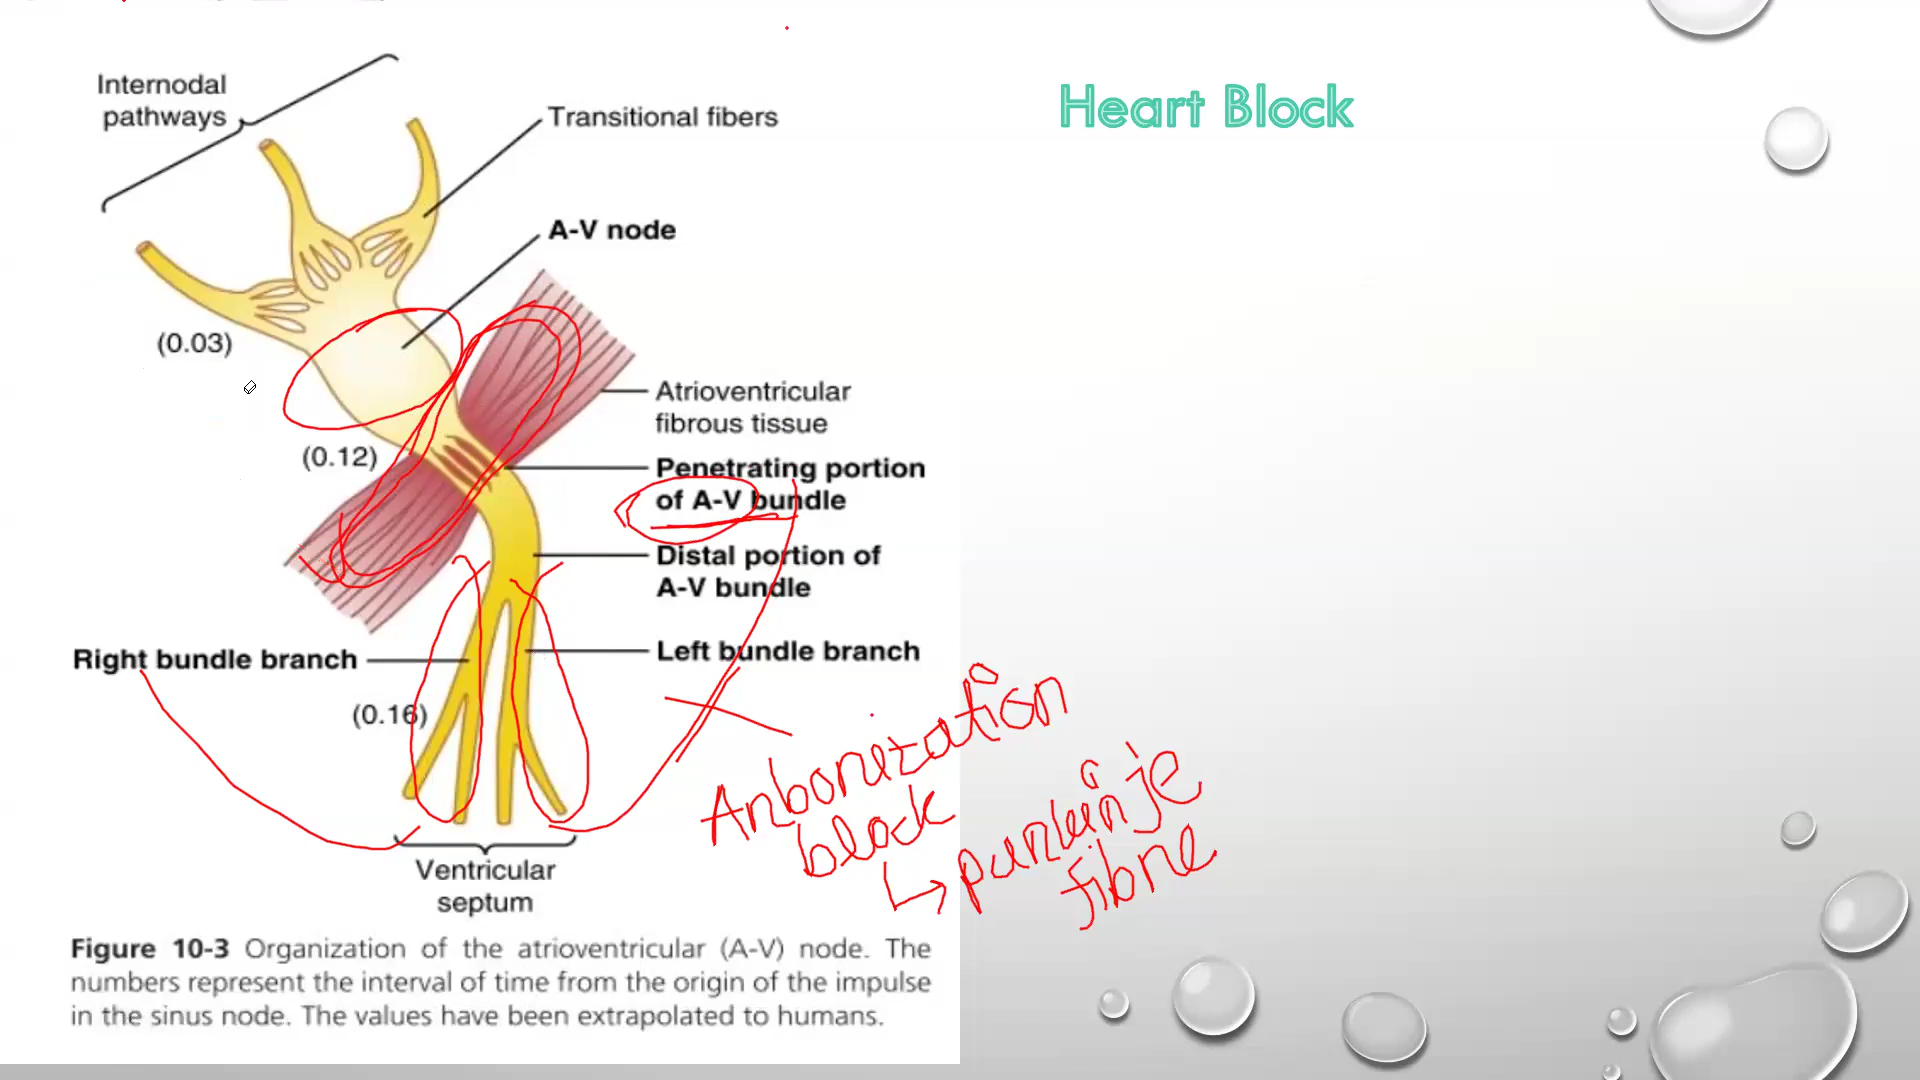 Internodal
pathways
Transitional fibers
A-V node
(0.03)
(0.12)
Atrioventricular
fibrous tissue
Penetrating portion
of A-V bundle
Distal portion of
A-V bundle
Right bundle branch
Left bundle branch
(0.16)
Ventricular
septum
Figure 10-3 Organization of the atrioventricular (A-V) node. The
numbers represent the interval of time from the origin of the impulse
in the sinus node. The values have been extrapolated to humans.
Heart Block
Arborization
block
purkinje
fibre